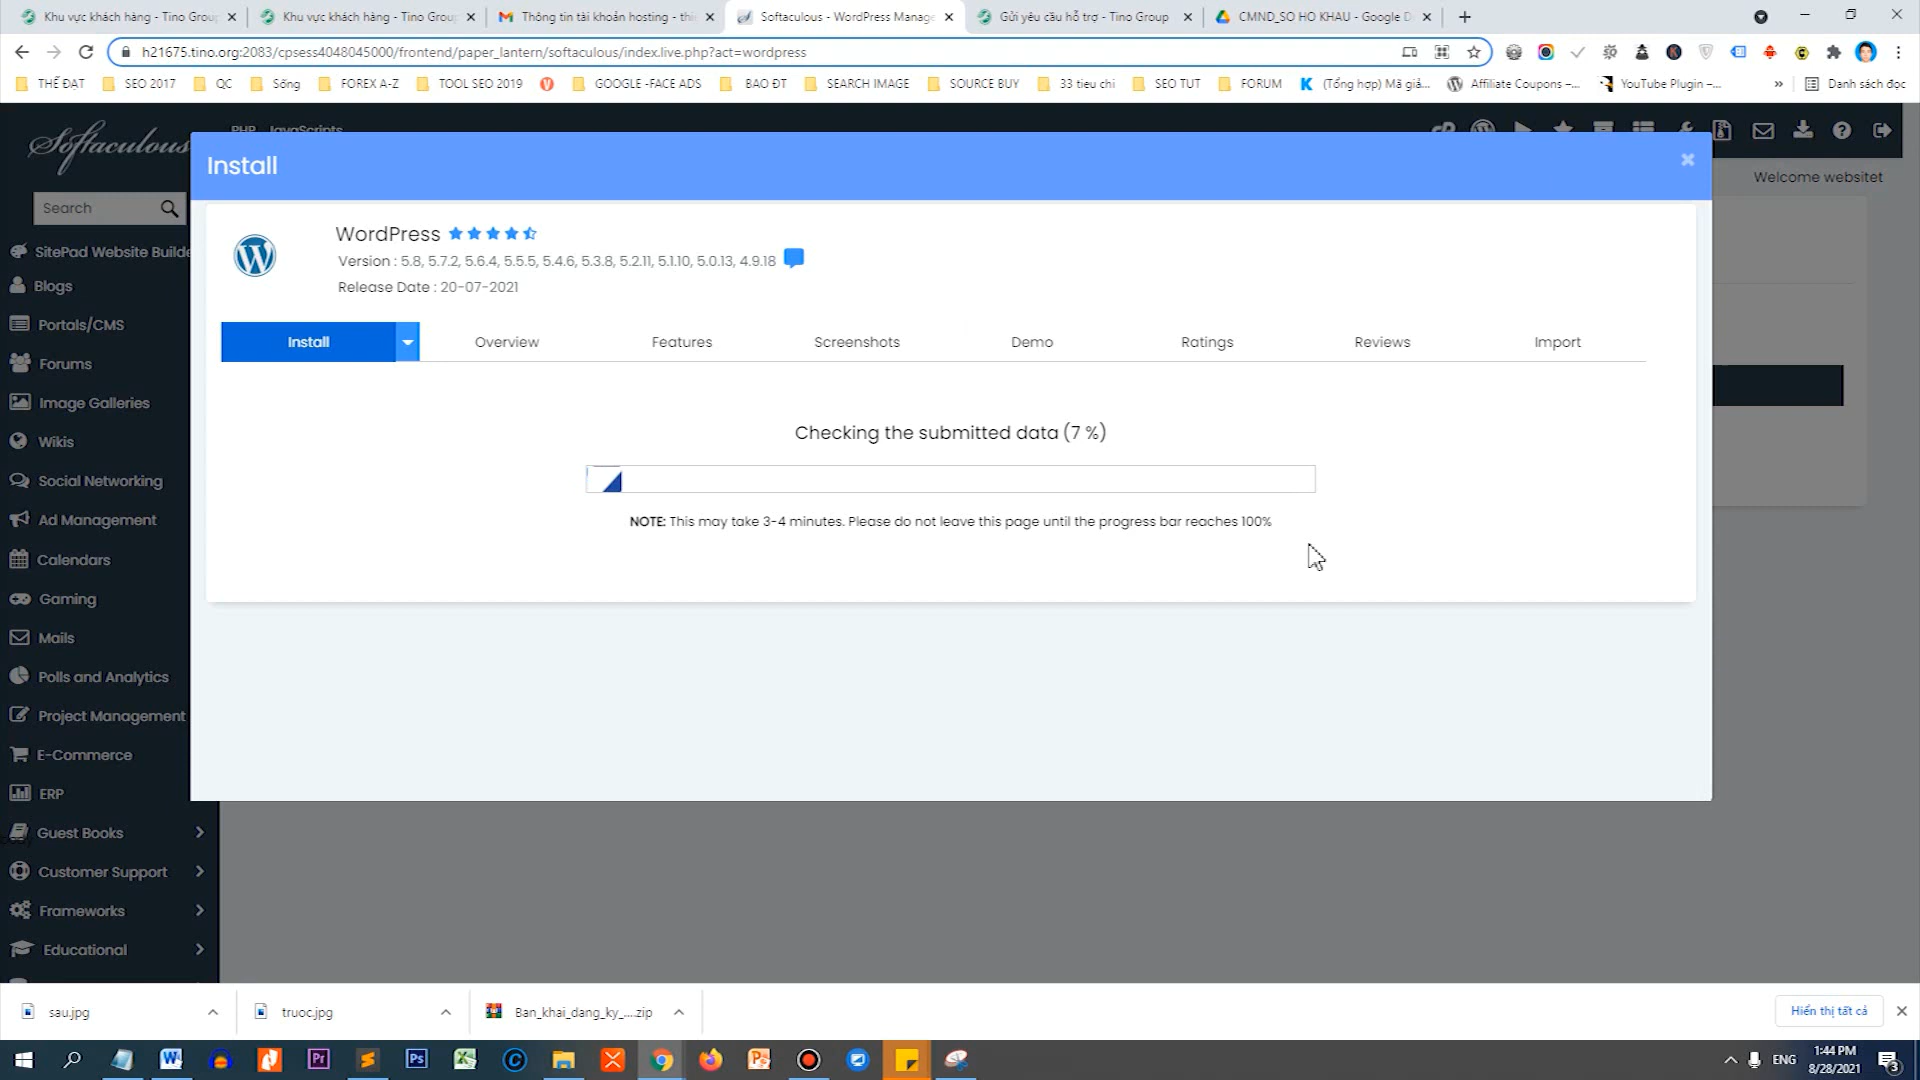 Khu vực khách hàng - Tino Group
Khu vực khách hàng - Tino Group
Thông tin tài khoản hosting - thiê
Softaculous - WordPress Manage
Gửi yêu cầu hỗ trợ - Tino Group
CMND_SO HO KHAU - Google D
h21675.tino.org:2083/cpsess4048045000/frontend/paper_lantern/softaculous/index.live.php?act=wordpress
THẾ ĐẠT
SEO 2017
QC
Sống
FOREX A-Z
TOOL SEO 2019
GOOGLE -FACE ADS
BAO ĐT
SEARCH IMAGE
SOURCE BUY
33 tieu chi
SEO TUT
FORUM
(Tổng hợp) Mã giả...
Affiliate Coupons –...
YouTube Plugin –...
»
Danh sách đọc
Softaculous
PHP JavaScripts
Install
Welcome websitet
Search
WordPress
Version : 5.8, 5.7.2, 5.6.4, 5.5.5, 5.4.6, 5.3.8, 5.2.11, 5.1.10, 5.0.13, 4.9.18
Release Date : 20-07-2021
Install
Overview
Features
Screenshots
Demo
Ratings
Reviews
Import
Checking the submitted data (7 %)
NOTE: This may take 3-4 minutes. Please do not leave this page until the progress bar reaches 100%
SitePad Website Builde
Blogs
Portals/CMS
Forums
Image Galleries
Wikis
Social Networking
Ad Management
Calendars
Gaming
Mails
Polls and Analytics
Project Management
E-Commerce
ERP
Guest Books
Customer Support
Frameworks
Educational
sau.jpg
truoc.jpg
Ban_khai_dang_ky_....zip
Hiển thị tất cả
ENG
1:44 PM
8/28/2021
3